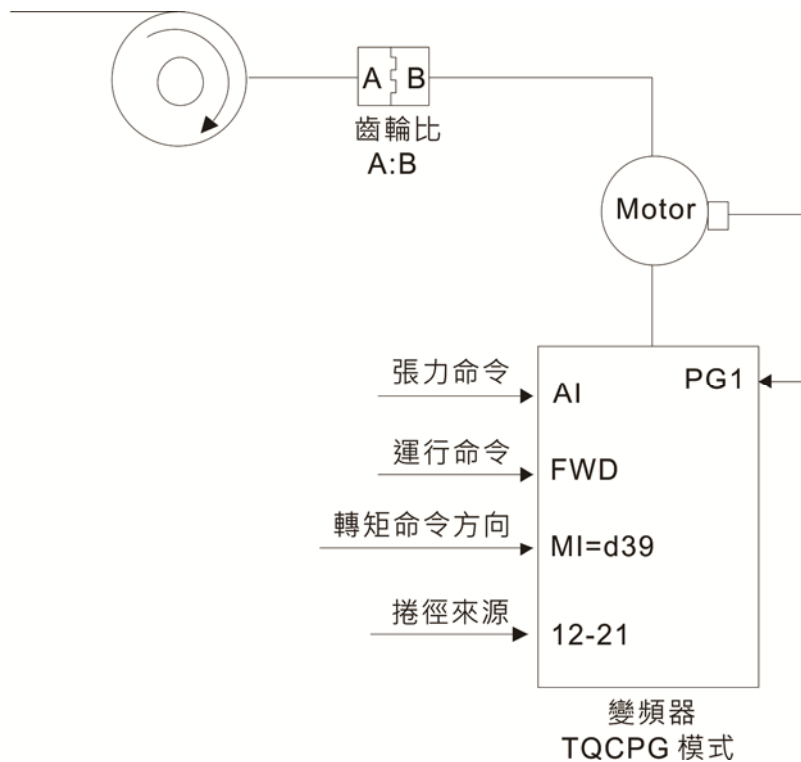 A B
齒輪比
A:B
Motor
張力命令
AI
PG1
運行命令
FWD
轉矩命令方向
MI=d39
捲徑來源
12-21
變頻器
TQCPG 模式